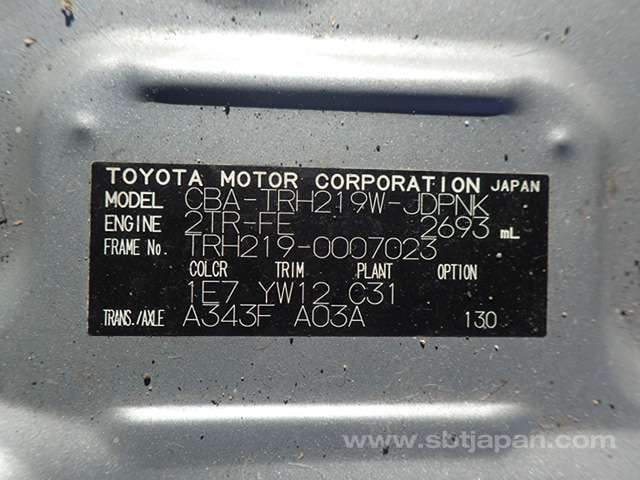 TOYOTA MOTOR CORPORATION JAPAN
MODEL CBA-TRH219W-JDPNK
ENGINE 2TR-FE 2693 mL
FRAME No. TRH219-0007023
COLOR TRIM PLANT OPTION
1E7 YW12 C31
TRANS./AXLE A343F A03A 130
www.sbtjapan.com